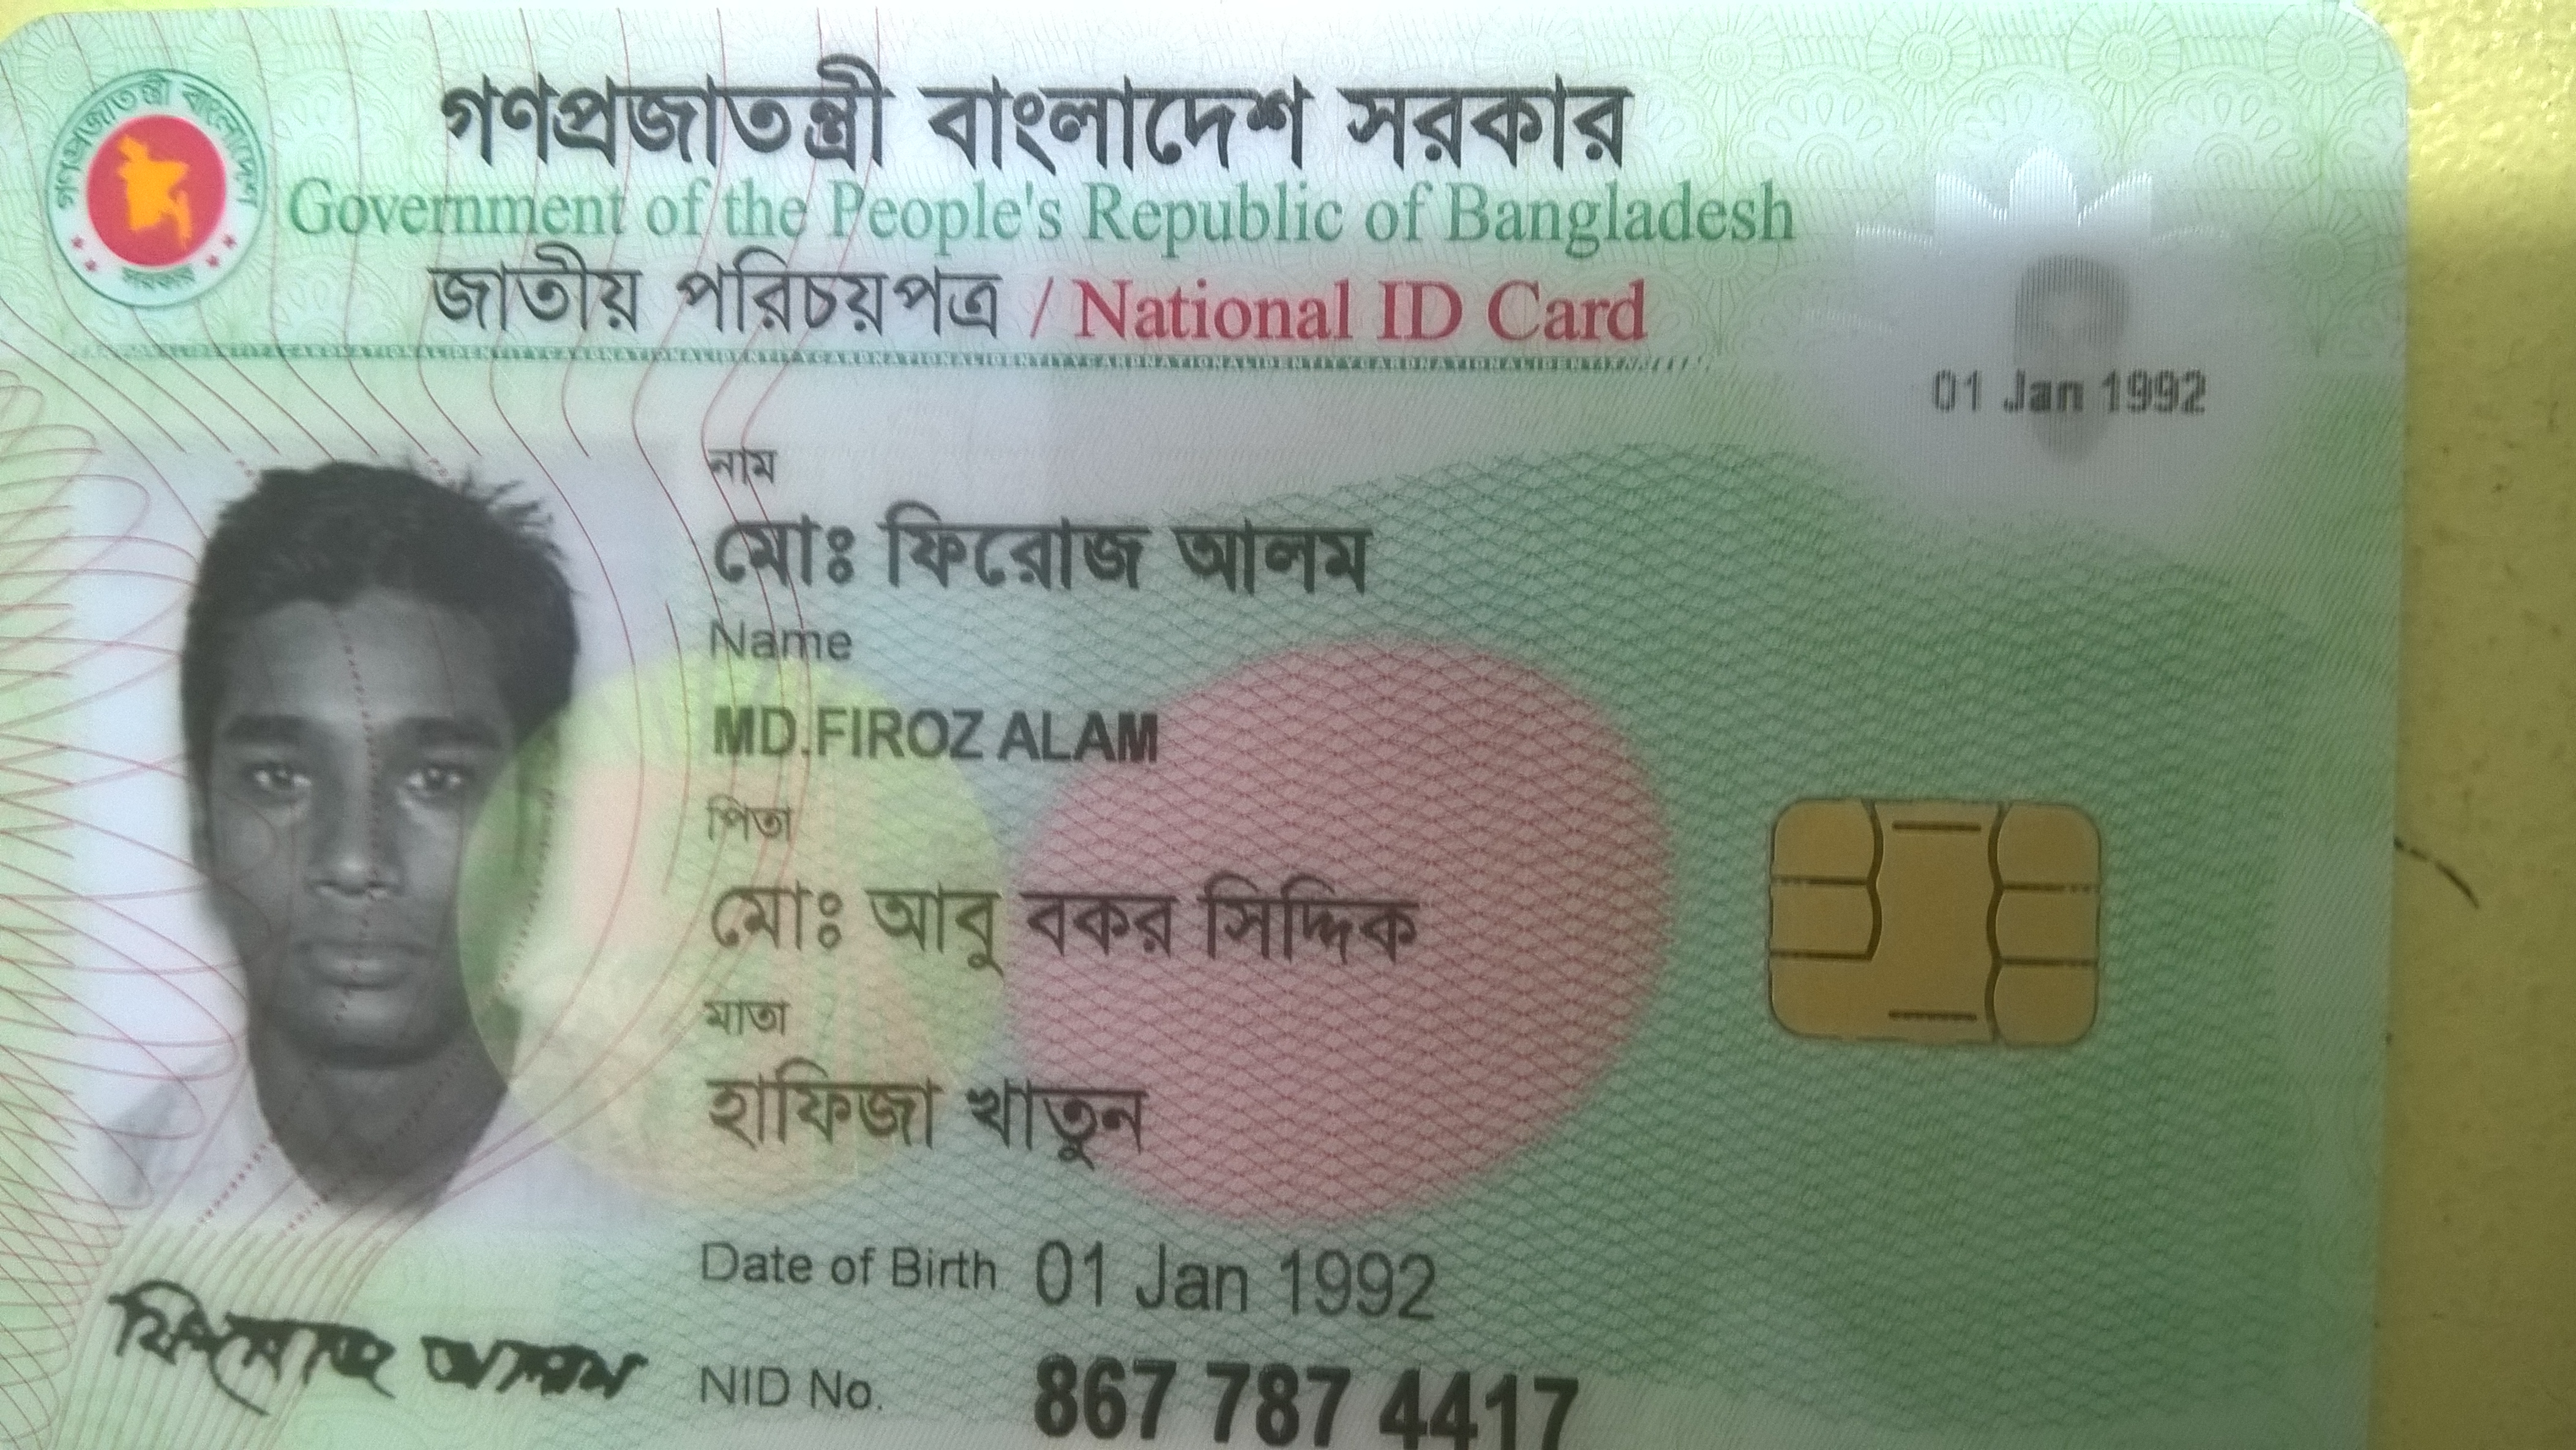 গণপ্রজাতন্ত্রী বাংলাদেশ সরকার
Government of the People's Republic of Bangladesh
জাতীয় পরিচয়পত্র / National ID Card
নাম
মোঃ ফিরোজ আলম
Name
MD.FIROZ ALAM
পিতা
মোঃ আবু বকর সিদ্দিক
মাতা
হাফিজা খাতুন
Date of Birth 01 Jan 1992
NID No. 867 787 4417
01 Jan 1992